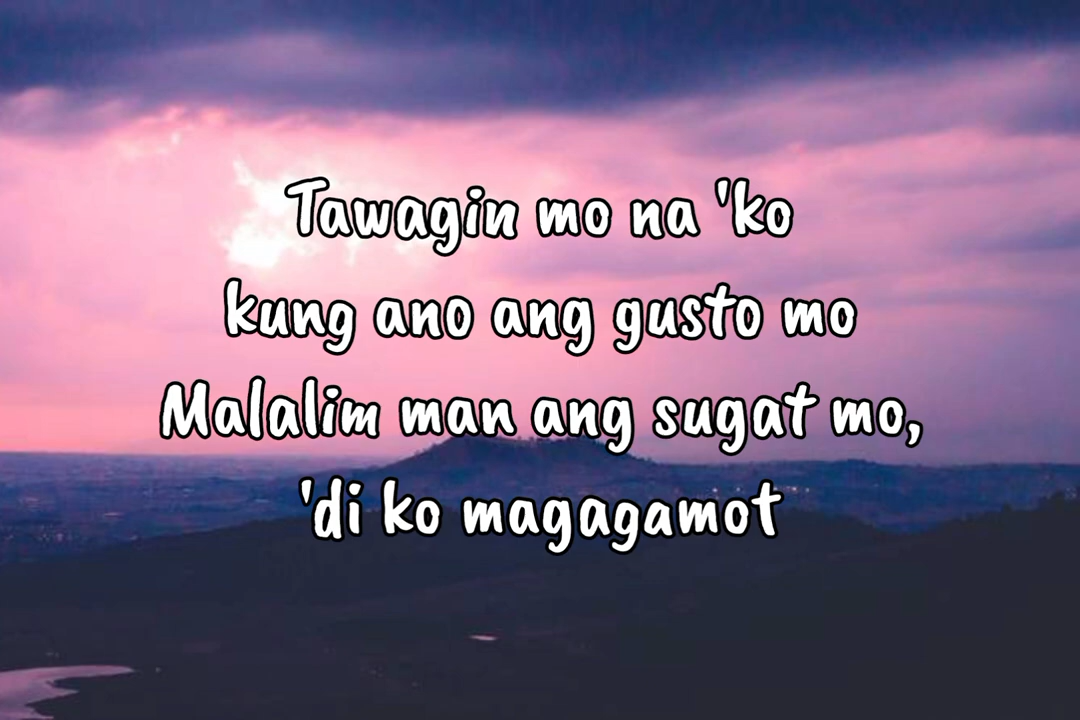 Tawagin mo na 'ko
kung ano ang gusto mo
Malalim man ang sugat mo,
'di ko magagamot